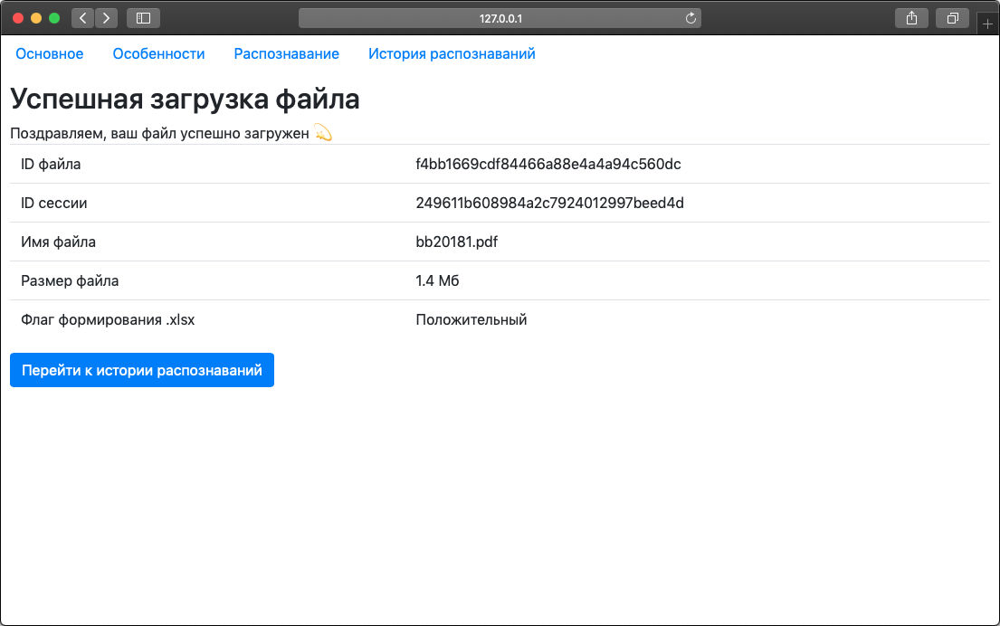 127.0.0.1
Основное Особенности Распознавание История распознаваний
Успешная загрузка файла
Поздравляем, ваш файл успешно загружен 💫
ID файла f4bb1669cdf84466a88e4a4a94c560dc
ID сессии 249611b608984a2c7924012997beed4d
Имя файла bb20181.pdf
Размер файла 1.4 Мб
Флаг формирования .xlsx Положительный
Перейти к истории распознаваний